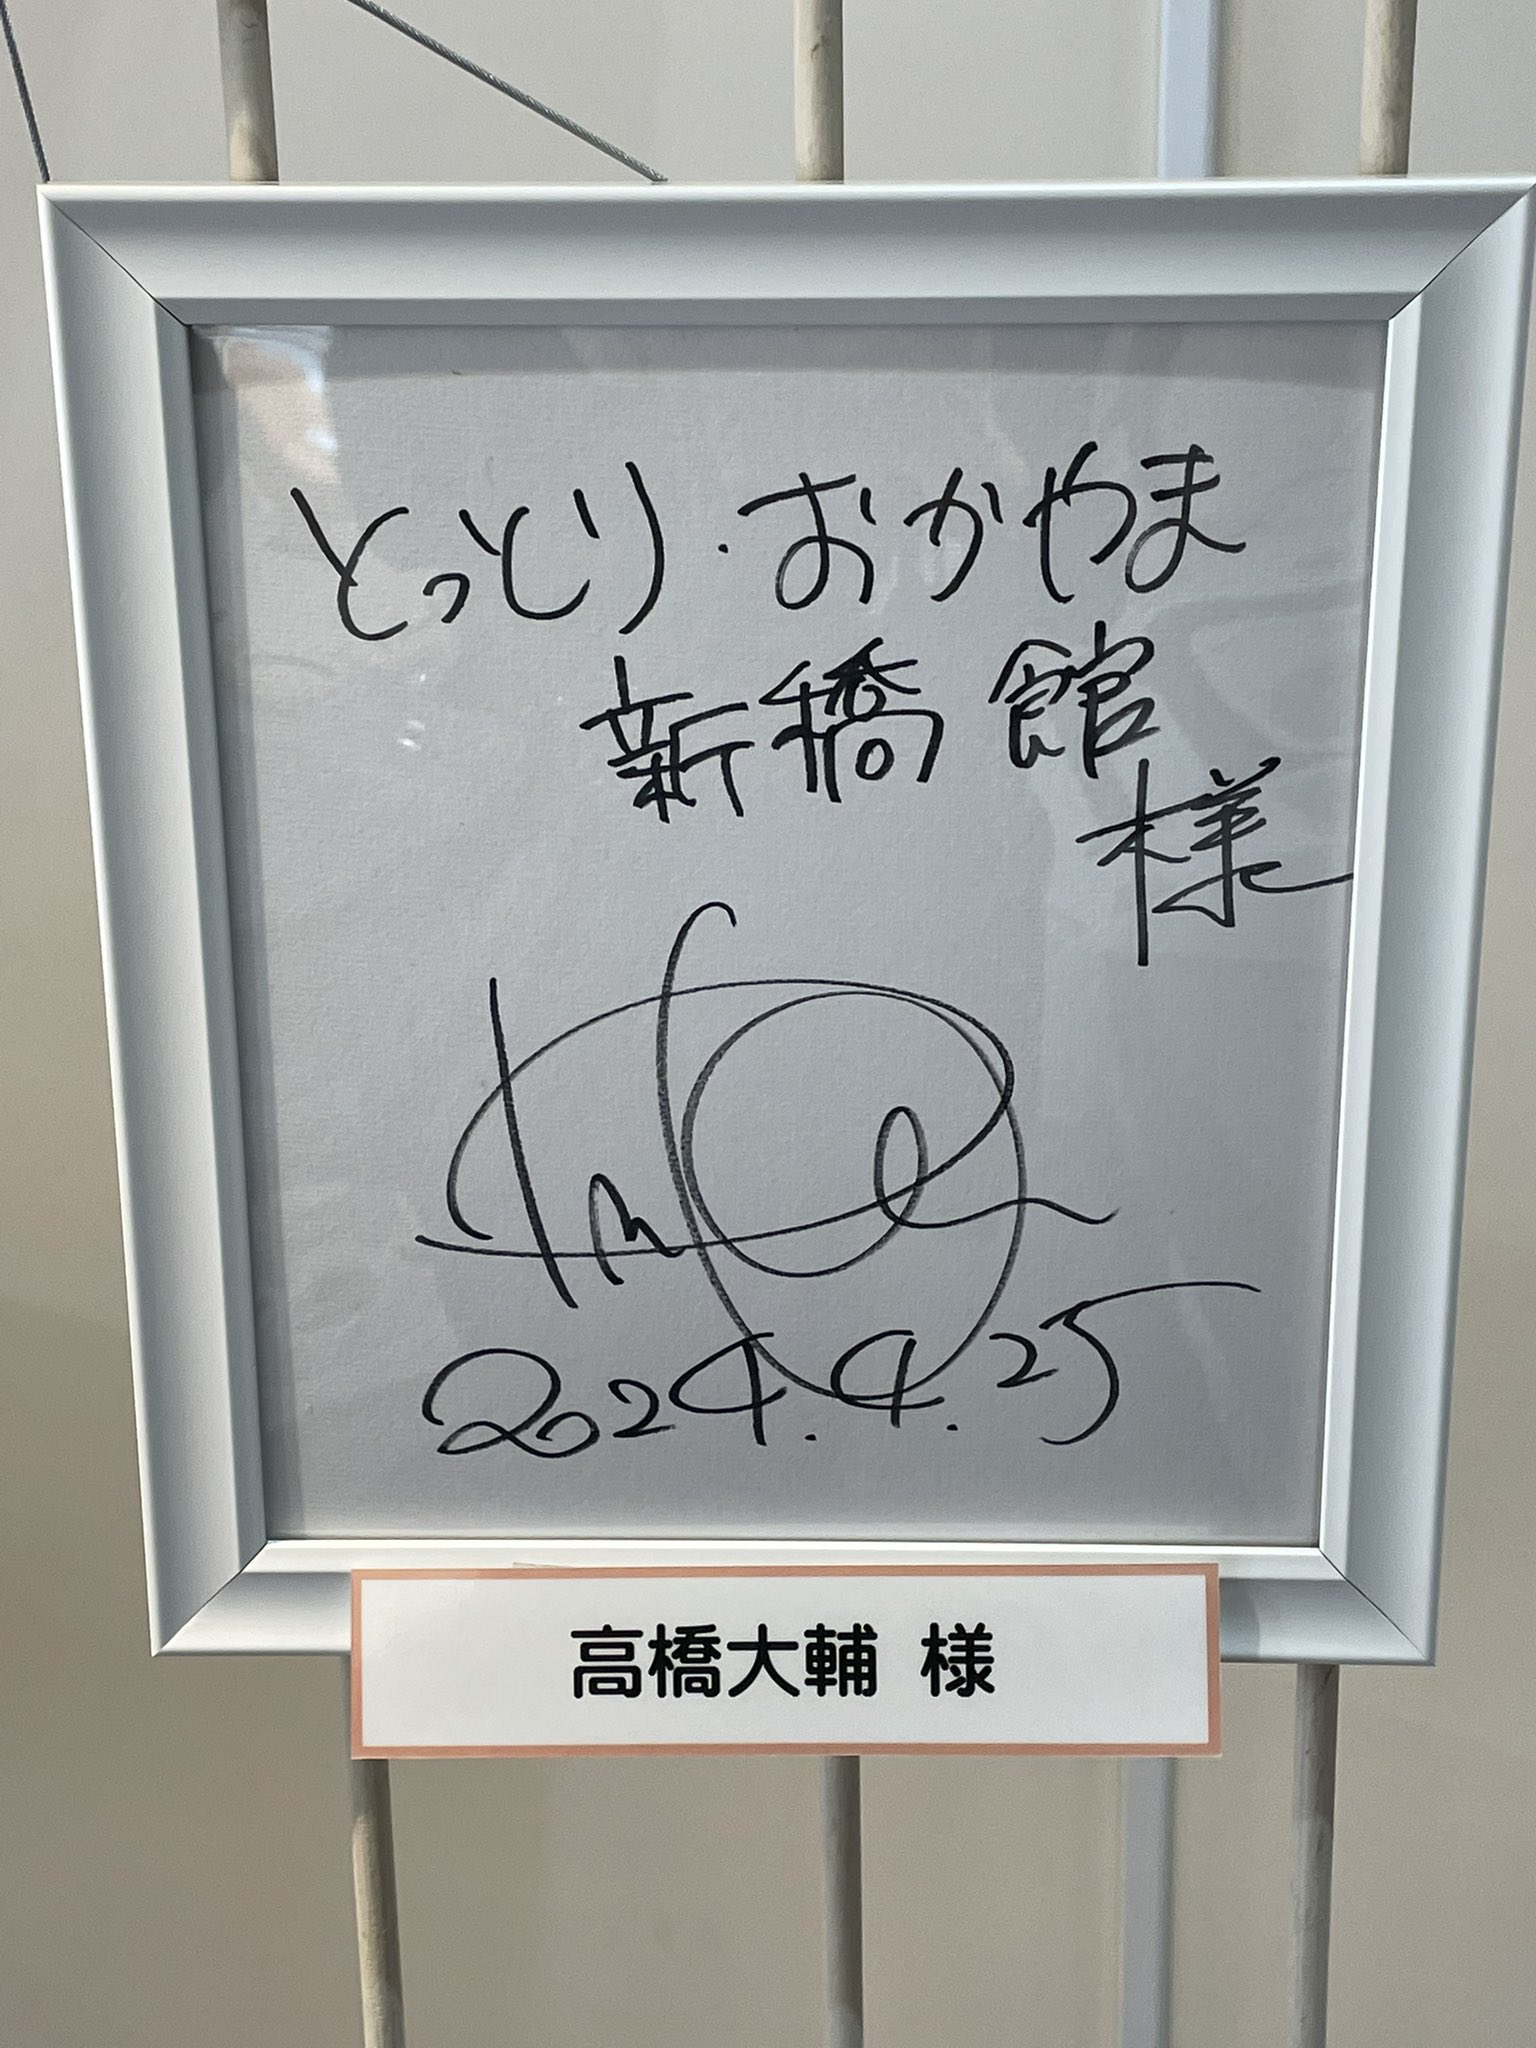 とっとり・おかやま
新橋館
様
2024.4.25
高橋大輔 様